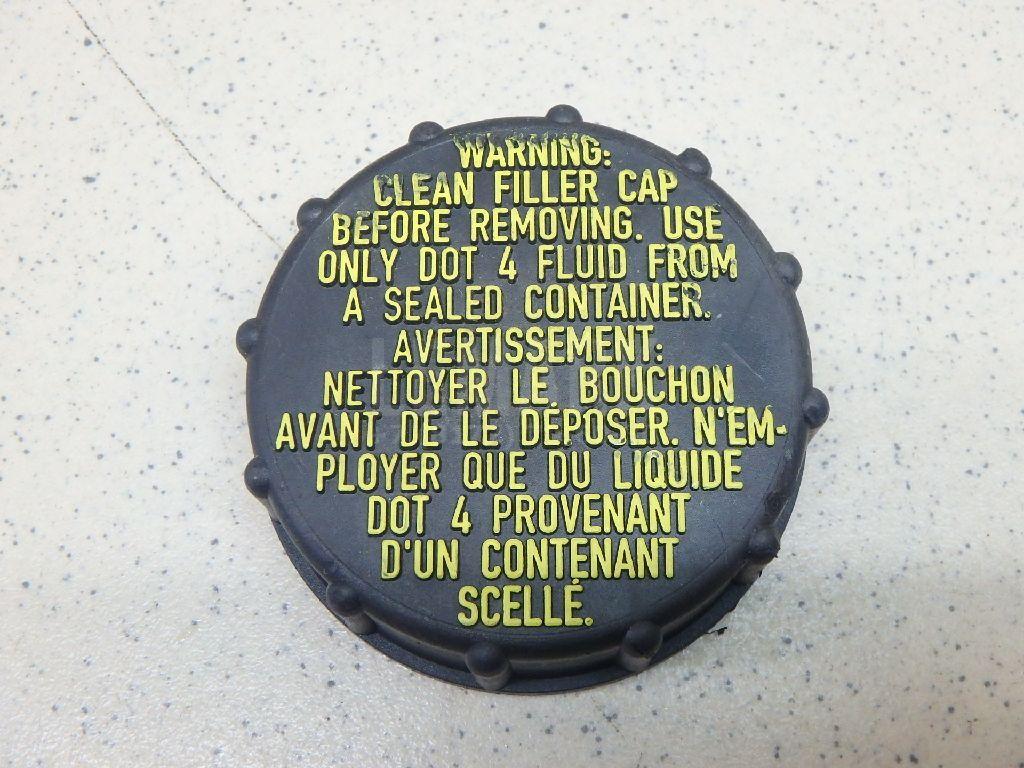 WARNING:
CLEAN FILLER CAP
BEFORE REMOVING. USE
ONLY DOT 4 FLUID FROM
A SEALED CONTAINER.
AVERTISSEMENT:
NETTOYER LE BOUCHON
AVANT DE LE DÉPOSER. N'EM-
PLOYER QUE DU LIQUIDE
DOT 4 PROVENANT
D'UN CONTENANT
SCELLÉ.